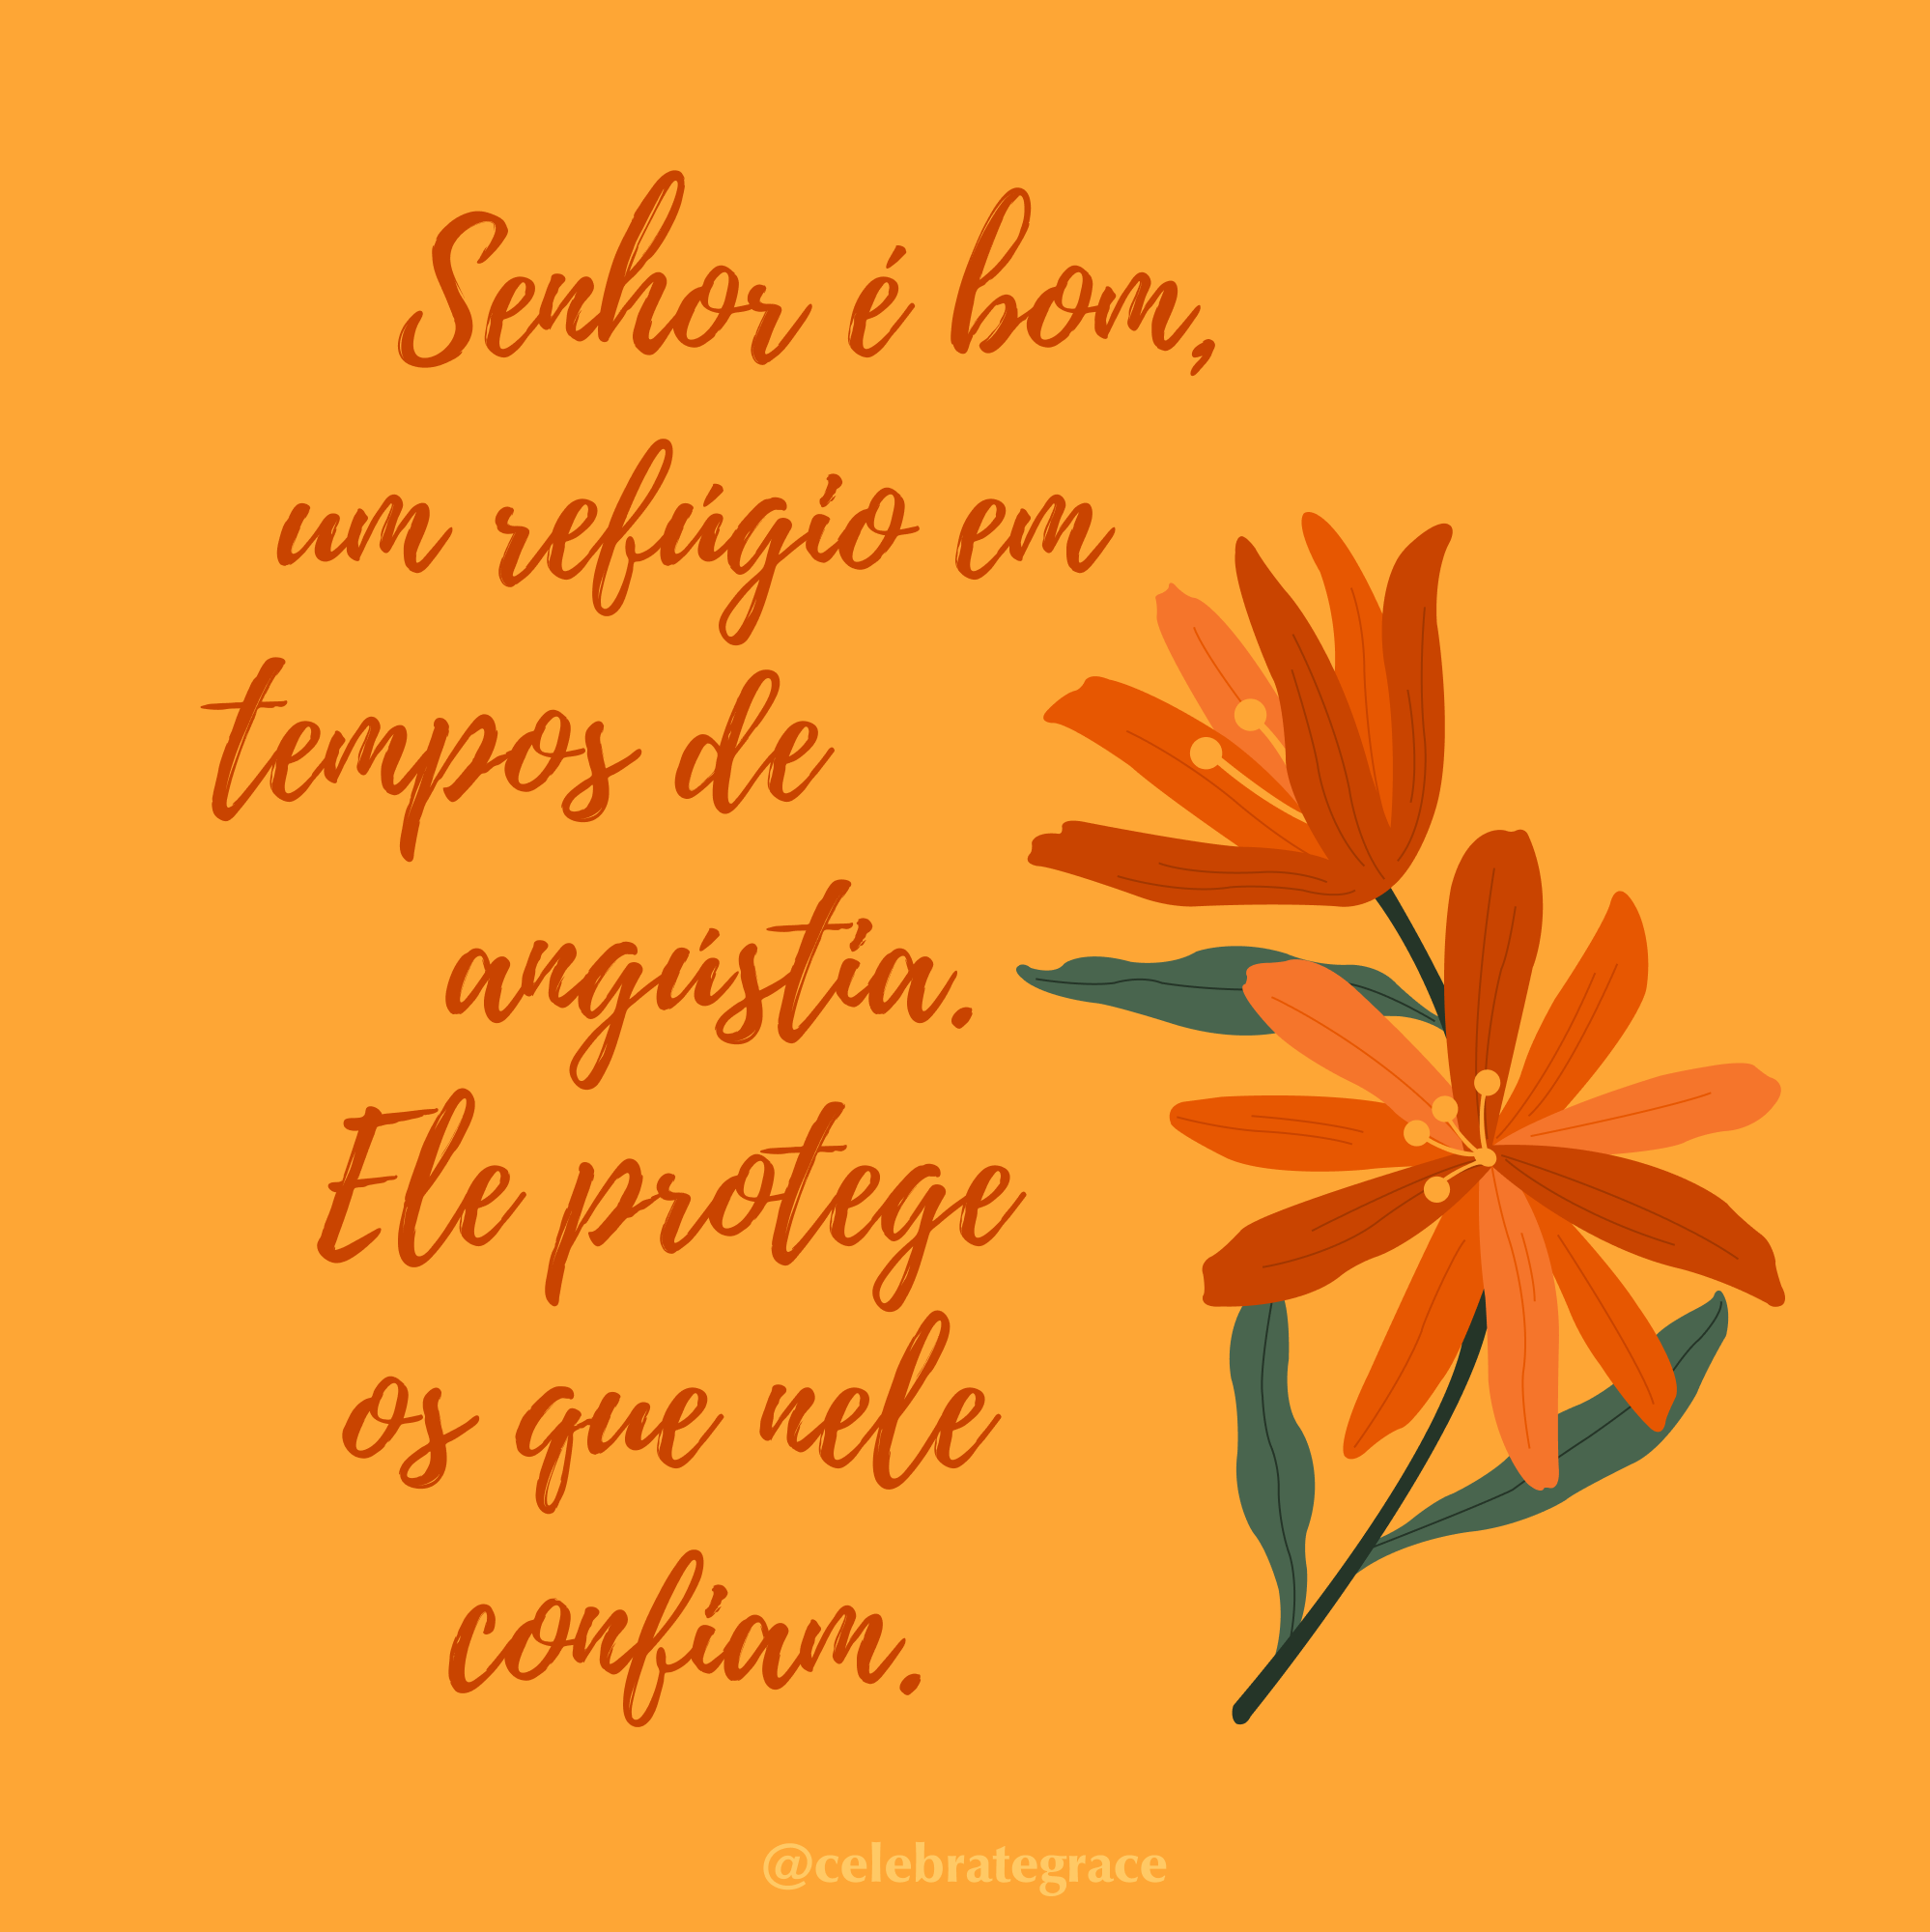 Senhor é bom,
um refúgio em
tempos de
angústia.
Ele protege
os que nele
confiam.
@celebrategrace